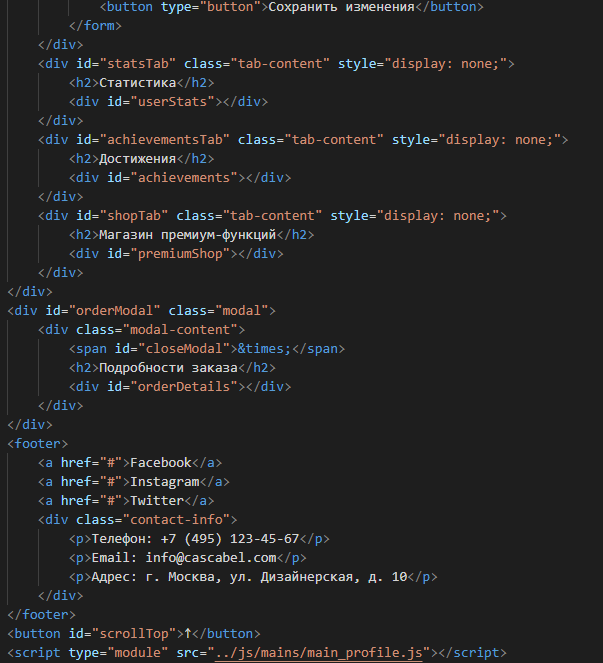 <button type="button">Сохранить изменения</button>
</form>
</div>
<div id="statsTab" class="tab-content" style="display: none;">
<h2>Статистика</h2>
<div id="userStats"></div>
</div>
<div id="achievementsTab" class="tab-content" style="display: none;">
<h2>Достижения</h2>
<div id="achievements"></div>
</div>
<div id="shopTab" class="tab-content" style="display: none;">
<h2>Магазин премиум-функций</h2>
<div id="premiumShop"></div>
</div>
</div>
<div id="orderModal" class="modal">
<div class="modal-content">
<span id="closeModal">&times;</span>
<h2>Подробности заказа</h2>
<div id="orderDetails"></div>
</div>
</div>
<footer>
<a href="#">Facebook</a>
<a href="#">Instagram</a>
<a href="#">Twitter</a>
<div class="contact-info">
<p>Телефон: +7 (495) 123-45-67</p>
<p>Email: info@cascabel.com</p>
<p>Адрес: г. Москва, ул. Дизайнерская, д. 10</p>
</div>
</footer>
<button id="scrollTop">↑</button>
<script type="module" src="../js/mains/main_profile.js"></script>